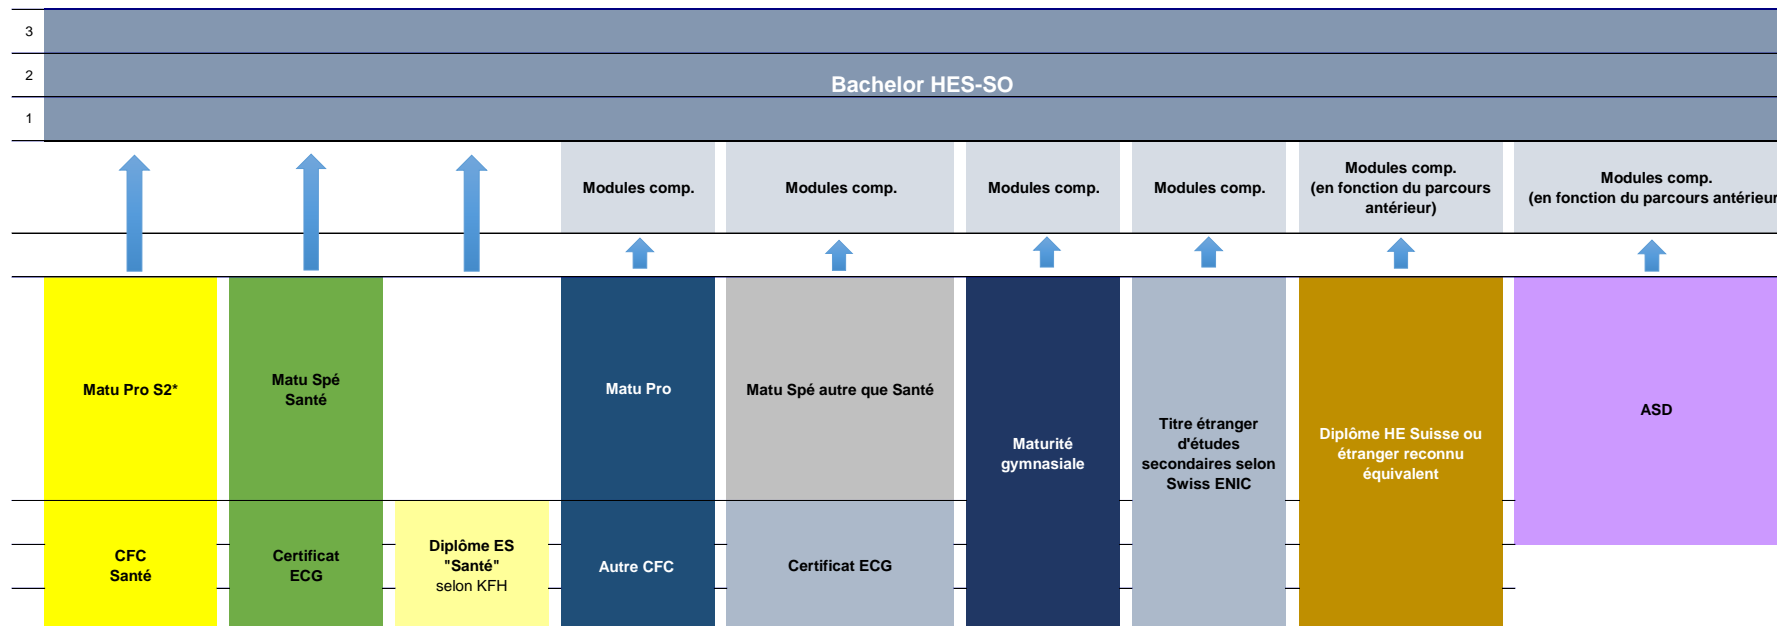 3
2
Bachelor HES-SO
1
Modules comp.
Modules comp.
Modules comp.
Modules comp.
Modules comp.
(en fonction du parcours
antérieur)
Modules comp.
(en fonction du parcours antérieur
Matu Pro S2*
Matu Spé
Santé
Matu Pro
Matu Spé autre que Santé
Maturité
gymnasiale
Titre étranger
d'études
secondaires selon
Swiss ENIC
Diplôme HE Suisse ou
étranger reconnu
équivalent
ASD
CFC
Santé
Certificat
ECG
Diplôme ES
"Santé"
selon KFH
Autre CFC
Certificat ECG